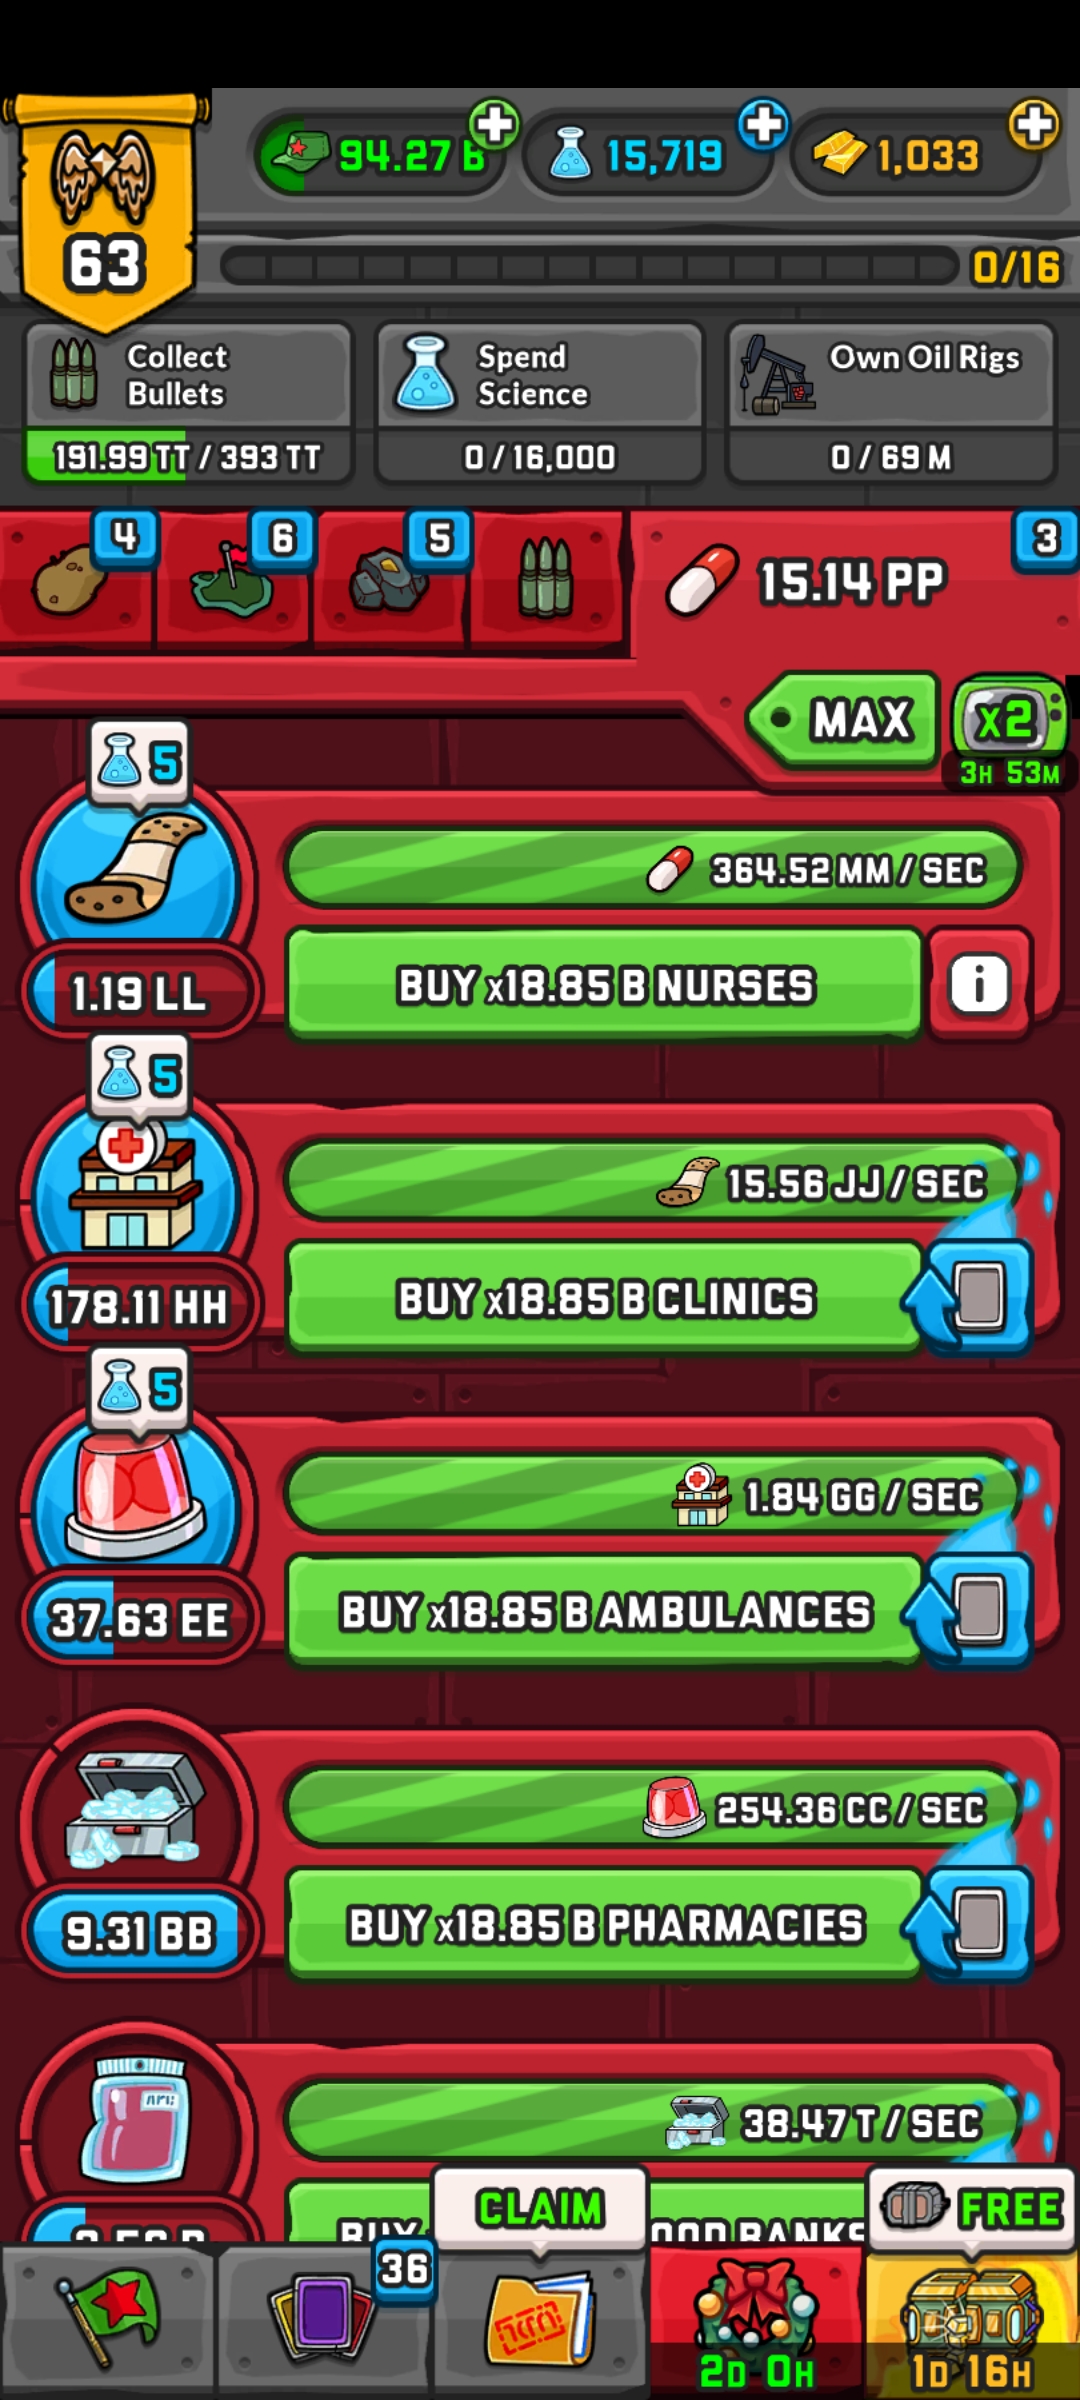 94.27 B
15,719
1,033
63
0/16
Collect
Bullets
Spend
Science
Own Oil Rigs
191.99 TT / 393 TT
0 / 16,000
0 / 69 M
4
6
5
3
15.14 PP
MAX
x2
3H 53M
5
364.52 MM / SEC
BUY x18.85 B NURSES
i
1.19 LL
5
15.56 JJ / SEC
BUY x18.85 B CLINICS
178.11 HH
5
1.84 GG / SEC
BUY x18.85 B AMBULANCES
37.63 EE
254.36 CC / SEC
BUY x18.85 B PHARMACIES
9.31 BB
38.47 T / SEC
BUY
CLAIM
FREE
36
2D 0H
1D 16H